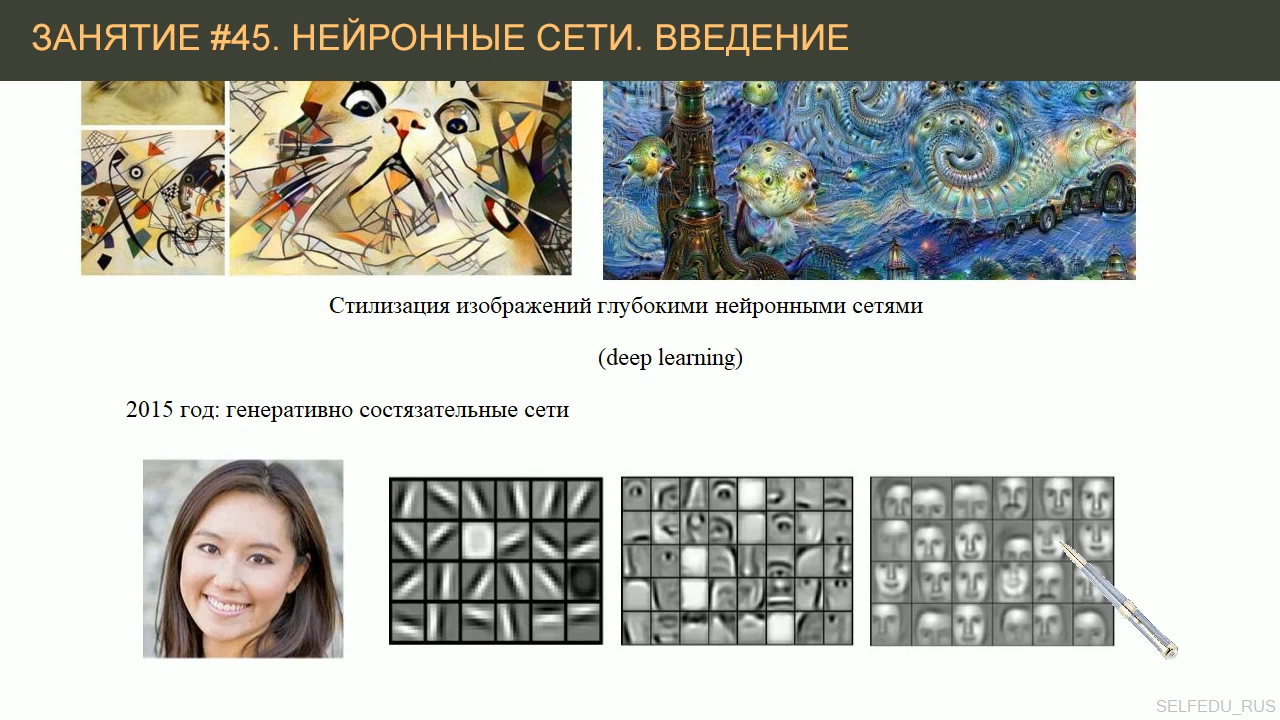 ЗАНЯТИЕ #45. НЕЙРОННЫЕ СЕТИ. ВВЕДЕНИЕ
Стилизация изображений глубокими нейронными сетями
(deep learning)
2015 год: генеративно состязательные сети
SELFEDU_RUS